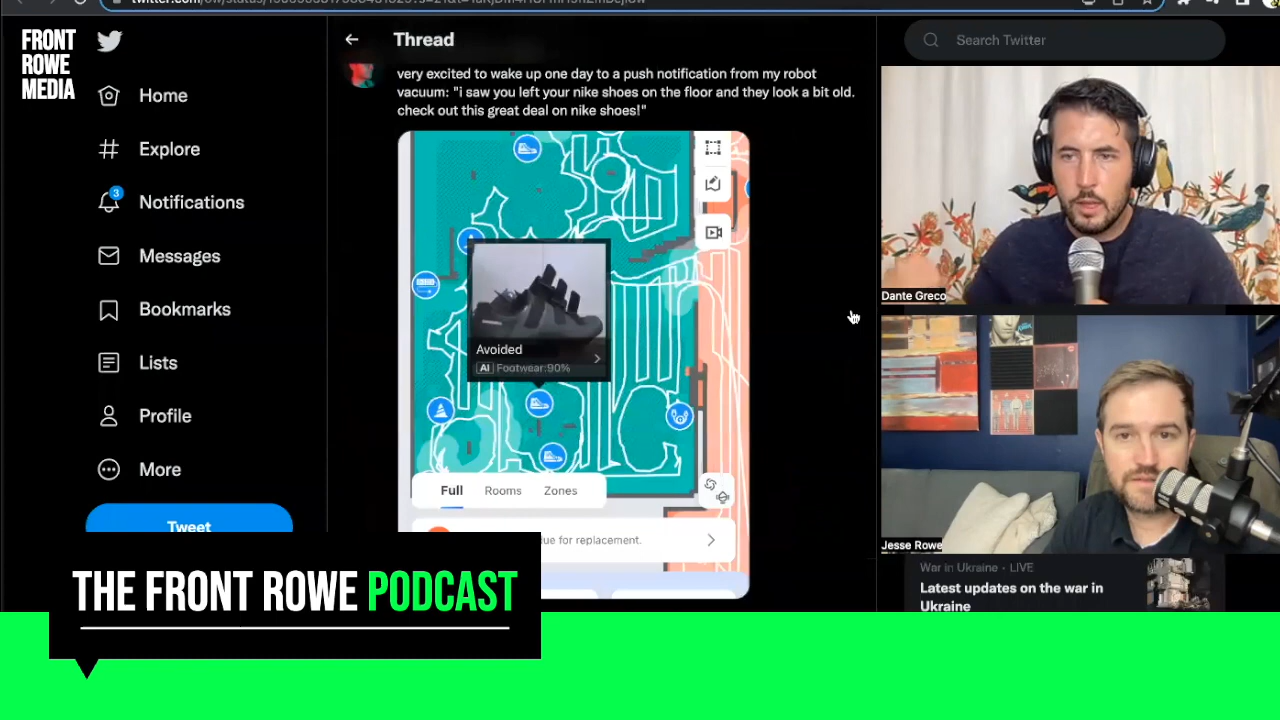 FRONT
ROWE
MEDIA
Home
Explore
3
Notifications
Messages
Bookmarks
Lists
Profile
More
Tweet
Thread
very excited to wake up one day to a push notification from my robot
vacuum: "i saw you left your nike shoes on the floor and they look a bit old.
check out this great deal on nike shoes!"
Avoided
AI Footwear:90%
Full Rooms Zones
due for replacement.
Search Twitter
Dante Greco
Jesse Rowe
War in Ukraine · LIVE
Latest updates on the war in
Ukraine
THE FRONT ROWE PODCAST